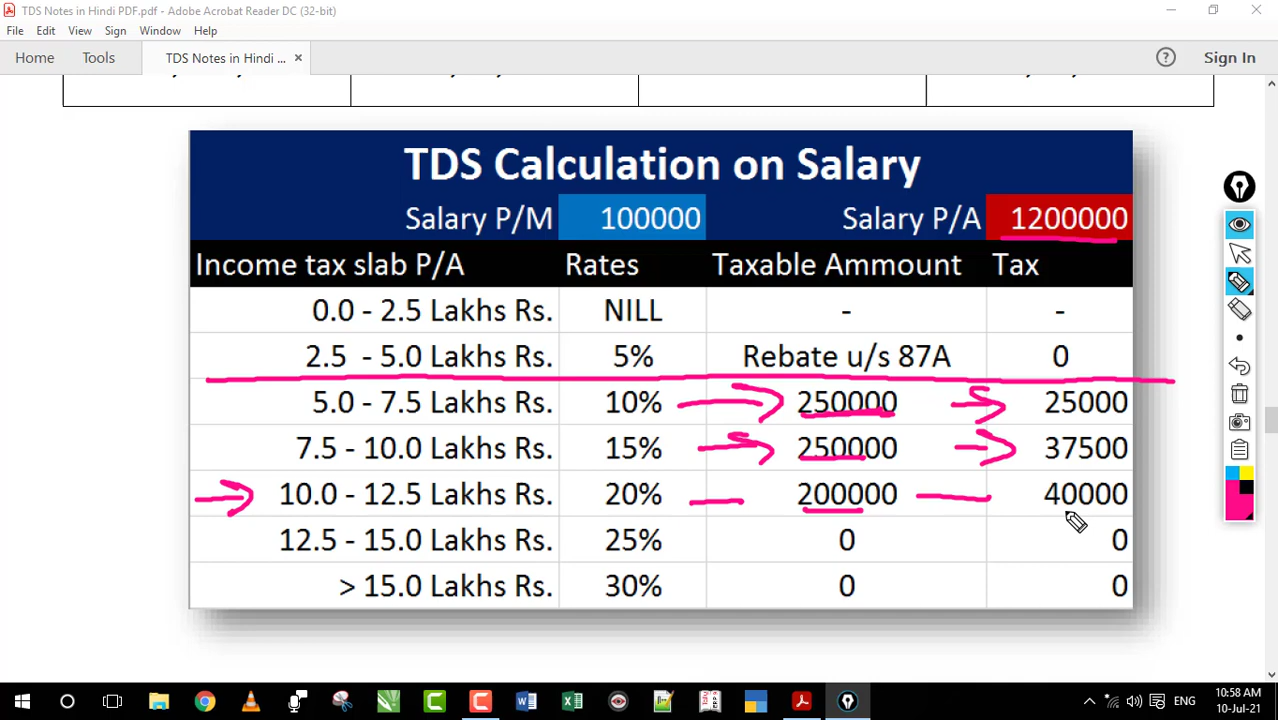 TDS Notes in Hindi PDF.pdf - Adobe Acrobat Reader DC (32-bit)
File Edit View Sign Window Help
Home Tools TDS Notes in Hindi ... × ? Sign In
TDS Calculation on Salary
Salary P/M 100000 Salary P/A 1200000
Income tax slab P/A Rates Taxable Ammount Tax
0.0 - 2.5 Lakhs Rs. NILL - -
2.5 - 5.0 Lakhs Rs. 5% Rebate u/s 87A 0
5.0 - 7.5 Lakhs Rs. 10% 250000 25000
7.5 - 10.0 Lakhs Rs. 15% 250000 37500
10.0 - 12.5 Lakhs Rs. 20% 200000 40000
12.5 - 15.0 Lakhs Rs. 25% 0 0
> 15.0 Lakhs Rs. 30% 0 0
ENG 10:58 AM
10-Jul-21